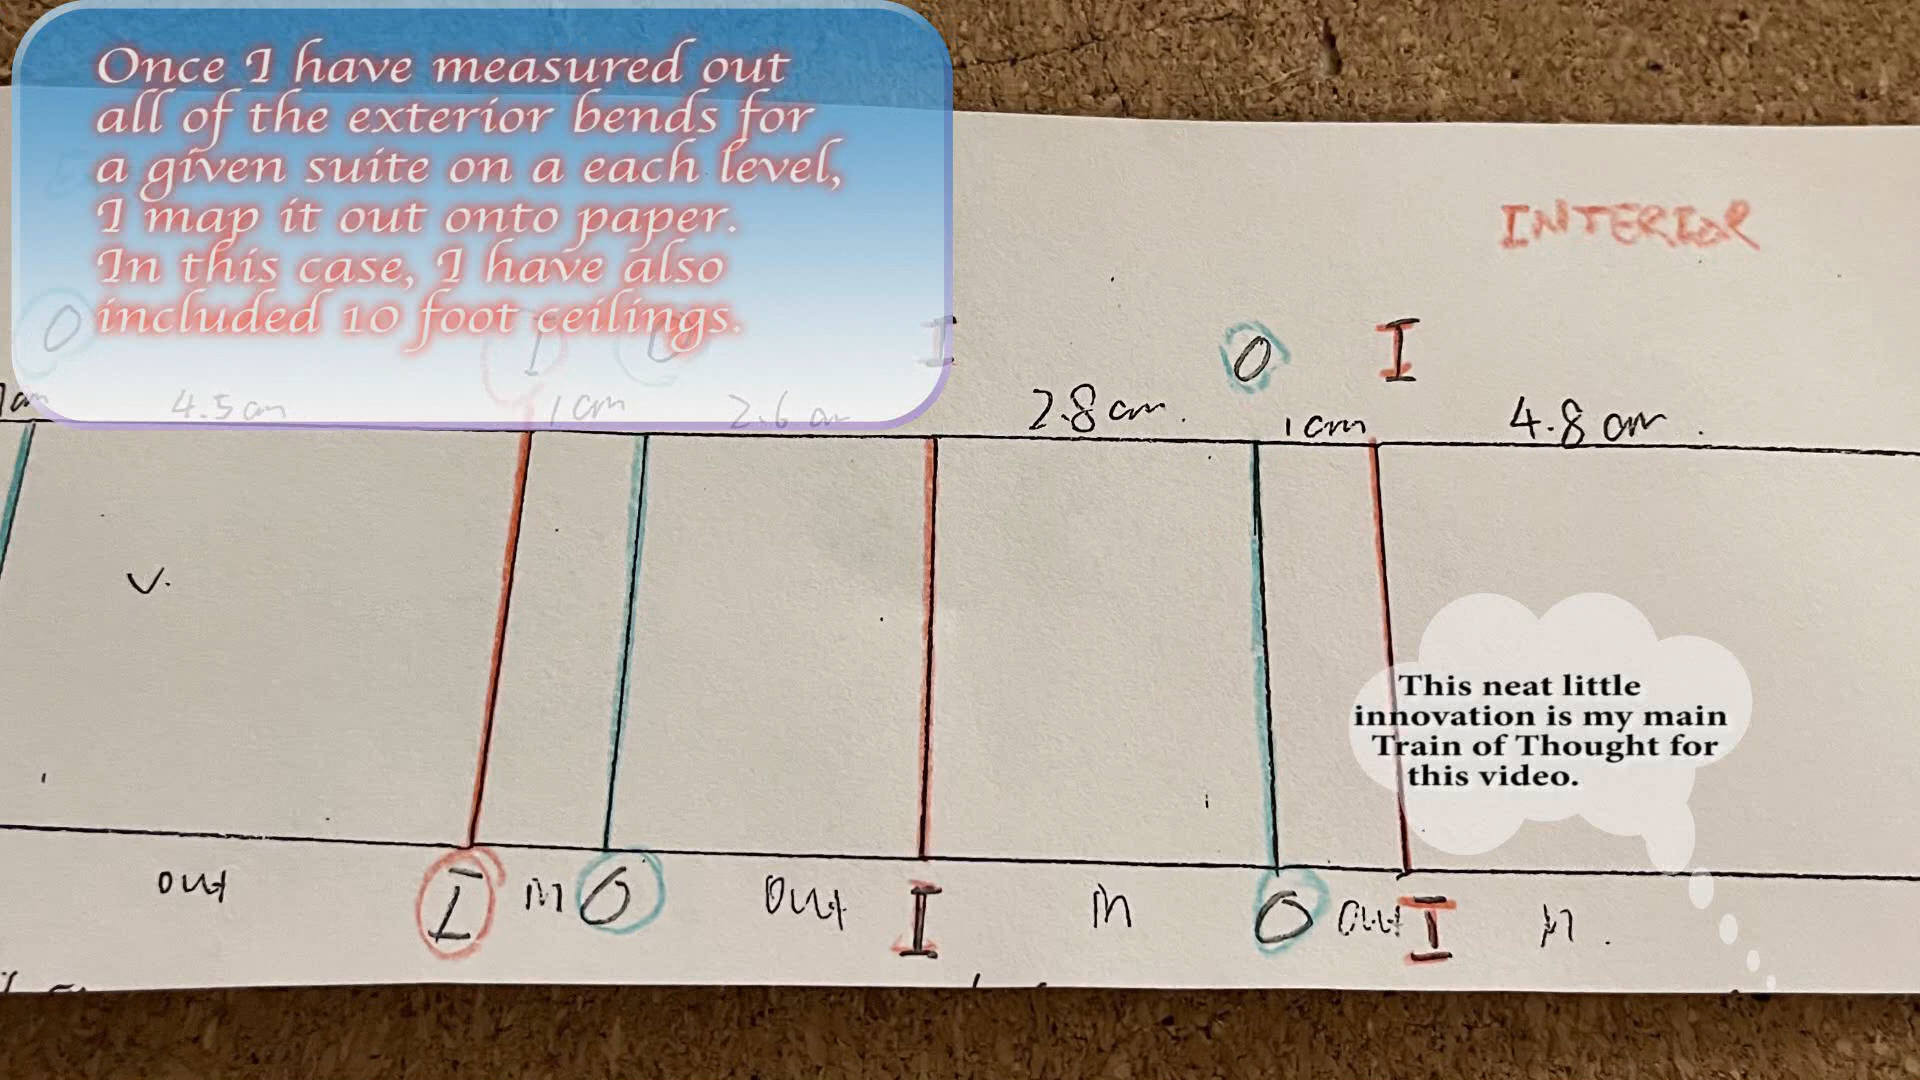 Once I have measured out
all of the exterior bends for
a given suite on a each level,
I map it out onto paper.
In this case, I have also
included 10 foot ceilings.
INTERIOR
O I O I O I
4.5 cm 1 cm 2.6 cm 2.8 cm. 1 cm 4.8 cm.
V.
This neat little
innovation is my main
Train of Thought for
this video.
out I in O out I in O out I in.